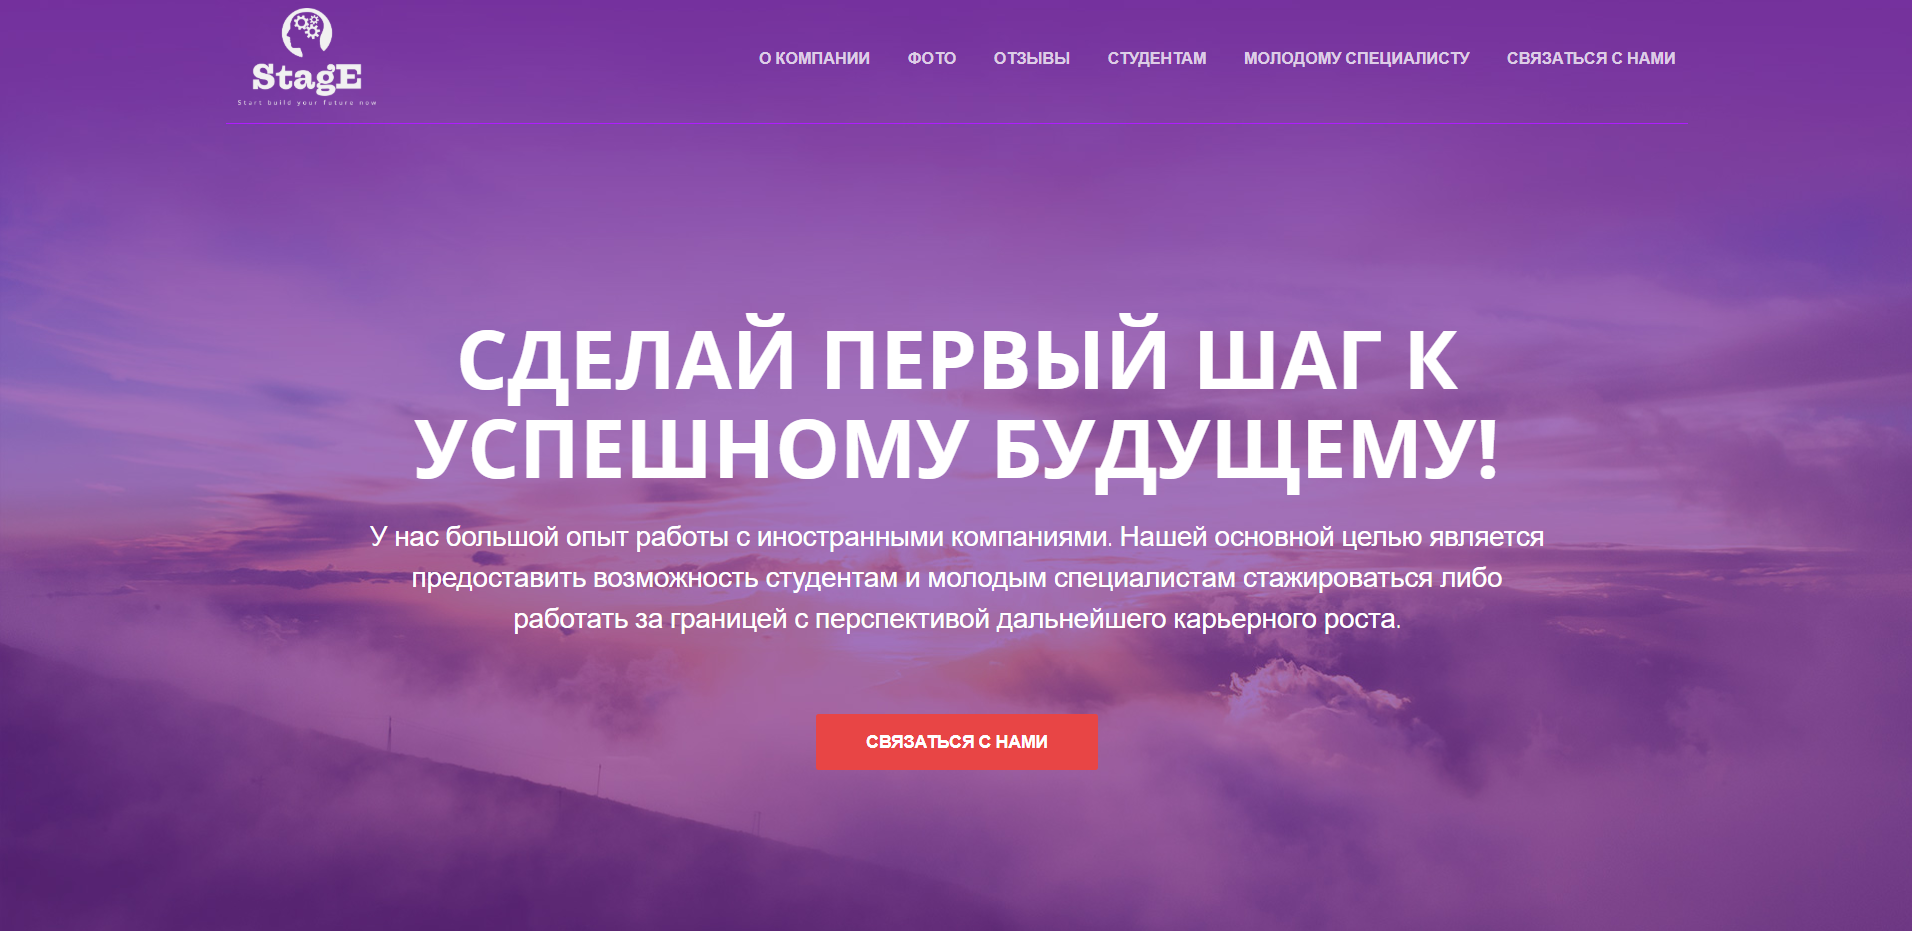 StagE
Start build your future now
О КОМПАНИИ ФОТО ОТЗЫВЫ СТУДЕНТАМ МОЛОДОМУ СПЕЦИАЛИСТУ СВЯЗАТЬСЯ С НАМИ
СДЕЛАЙ ПЕРВЫЙ ШАГ К
УСПЕШНОМУ БУДУЩЕМУ!
У нас большой опыт работы с иностранными компаниями. Нашей основной целью является
предоставить возможность студентам и молодым специалистам стажироваться либо
работать за границей с перспективой дальнейшего карьерного роста.
СВЯЗАТЬСЯ С НАМИ